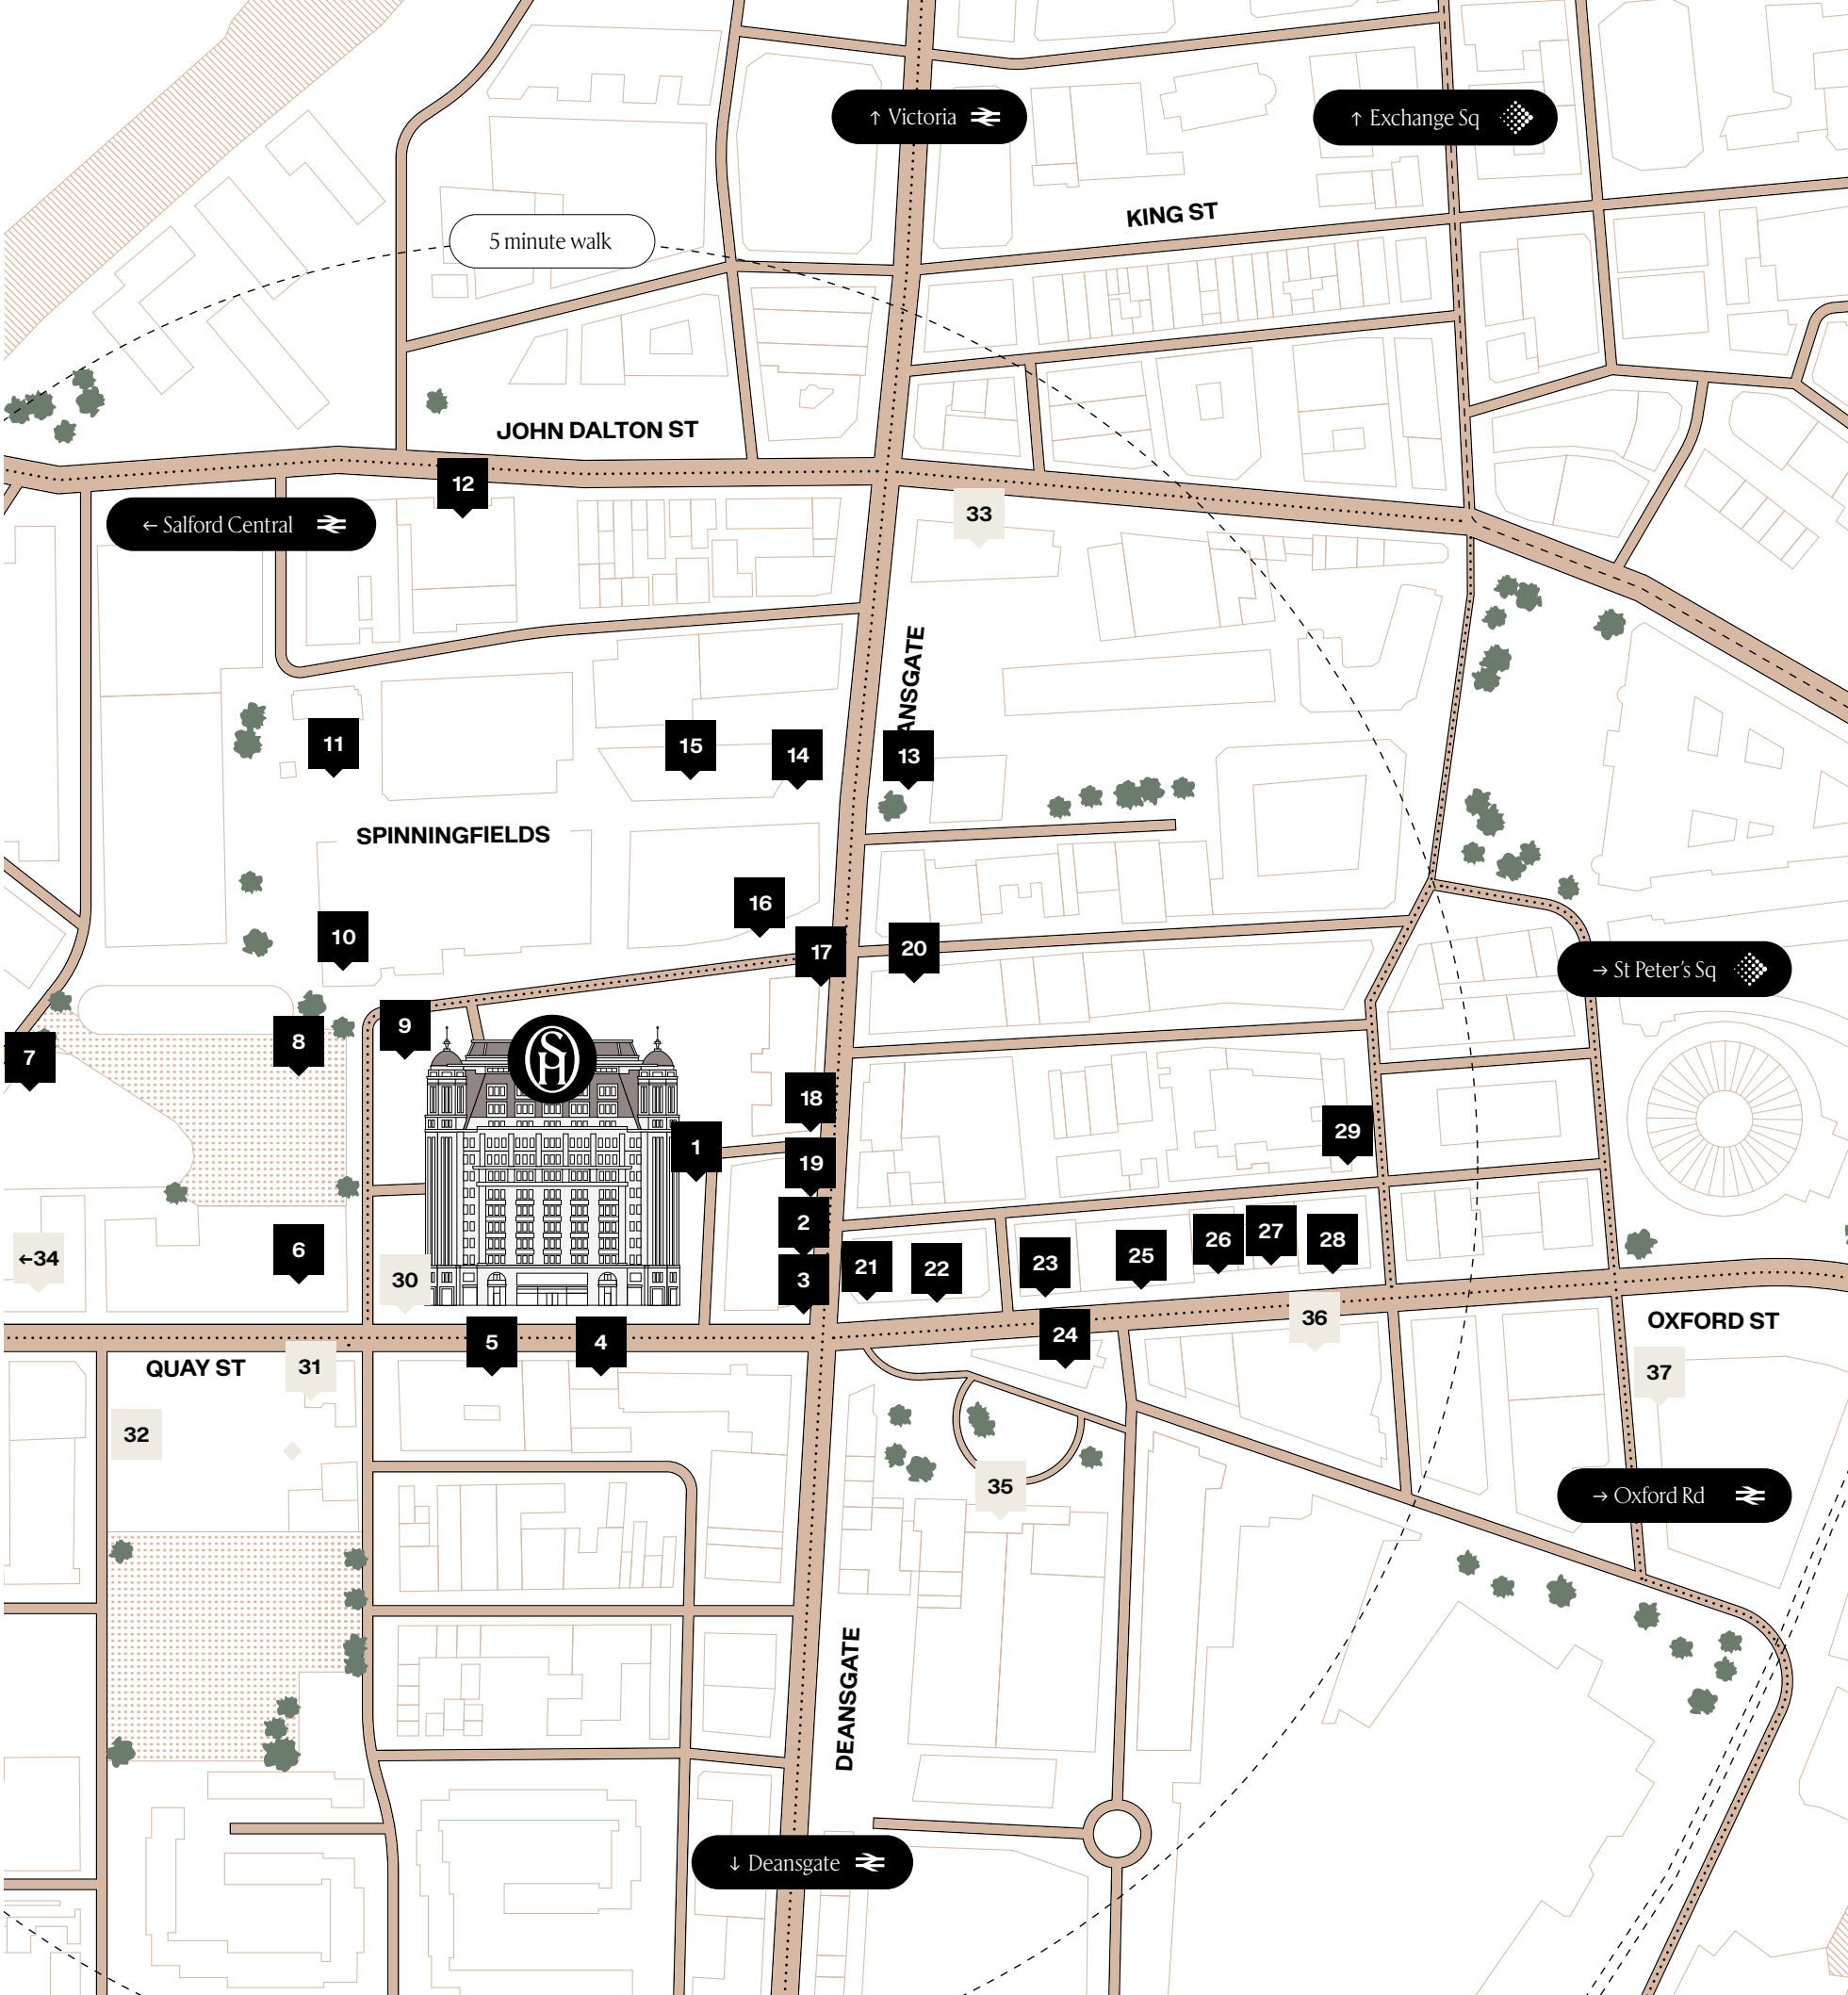 ↑ Victoria
↑ Exchange Sq
KING ST
5 minute walk
JOHN DALTON ST
12
33
← Salford Central
ANSGATE
11
15
14
13
SPINNINGFIELDS
16
10
17
20
→ St Peter's Sq
9
8
7
SH
18
29
1
19
2
6
←34
30
3
21
22
23
25
26
27
28
36
OXFORD ST
5
4
24
QUAY ST
31
37
32
35
→ Oxford Rd
DEANSGATE
↓ Deansgate